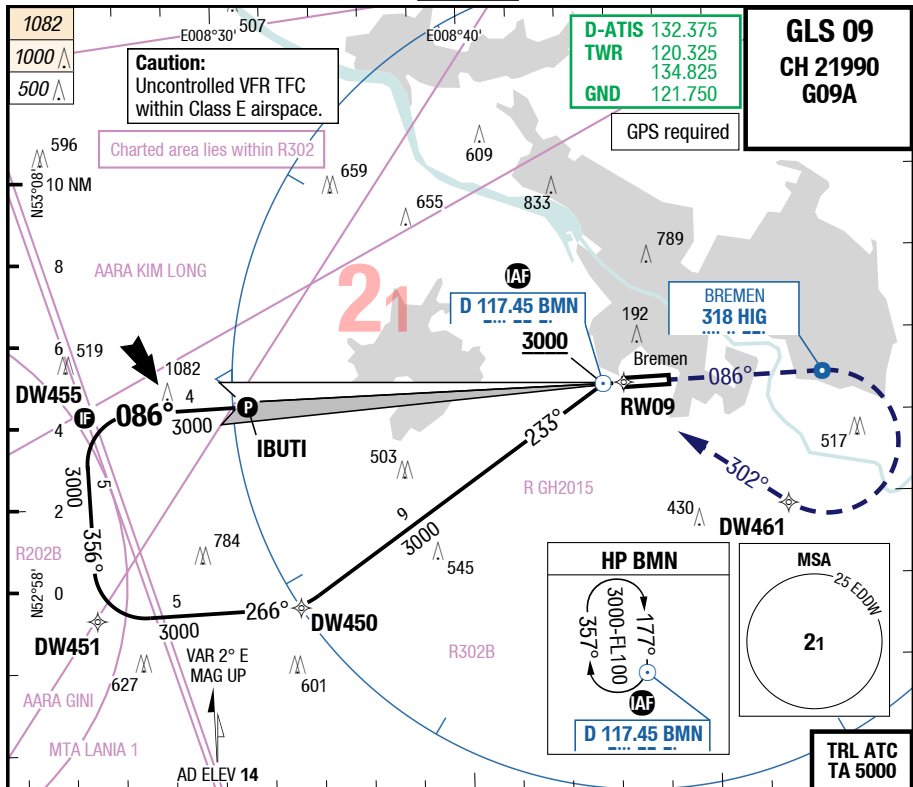 1082
1000
500
E008°30'
507
E008°40'
Caution:
Uncontrolled VFR TFC
within Class E airspace.
D-ATIS 132.375
TWR 120.325
134.825
GND 121.750
GPS required
GLS 09
CH 21990
G09A
Charted area lies within R302
596
N53°08'
10 NM
659
609
655
833
789
AARA KIM LONG
8
21
IAF
D 117.45 BMN
3000
192
Bremen
BREMEN
318 HIG
6
519
1082
DW455
IF
086°
4
3000
P
IBUTI
RW09
086°
4
233°
517
503
3000
5
R GH2015
302°
430
DW461
2
356°
784
9
3000
545
R202B
N52°58'
0
5
3000
266°
DW450
DW451
VAR 2° E
MAG UP
627
601
R302B
AARA GINI
MTA LANIA 1
AD ELEV 14
HP BMN
3000-FL100
357°
177°
IAF
D 117.45 BMN
MSA
25 EDDW
21
TRL ATC
TA 5000